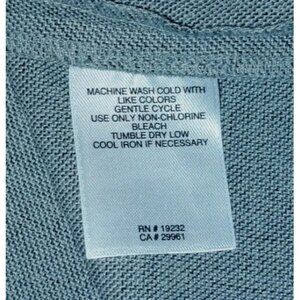 MACHINE WASH COLD WITH
LIKE COLORS
GENTLE CYCLE
USE ONLY NON-CHLORINE
BLEACH
TUMBLE DRY LOW
COOL IRON IF NECESSARY
RN # 19232
CA # 29961